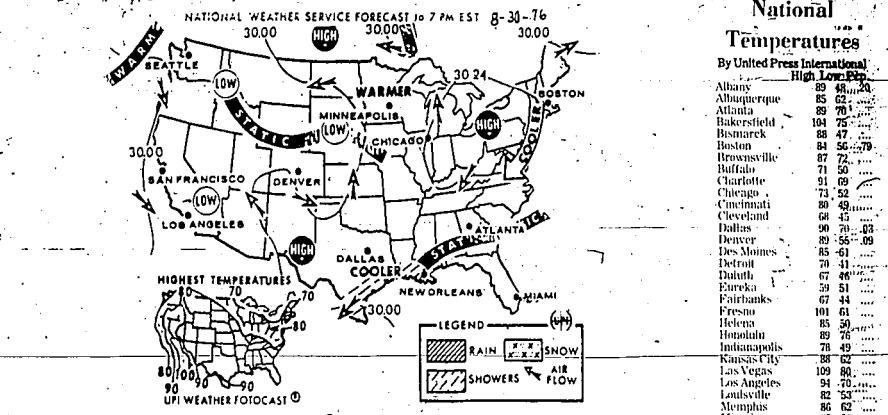 NATIONAL WEATHER SERVICE FORECAST to 7 PM EST 8-30-76
30.00
HIGH
30.00
30.00
WARM
SEATTLE
LOW
30.24
WARMER
BOSTON
MINNEAPOLIS
STATIC
LOW
HIGH
CHICAGO
COOLER
30.00
SAN FRANCISCO
DENVER
LOW
LOS ANGELES
ATLANTA
HIGH
DALLAS
COOLER
HIGHEST TEMPERATURES
NEW ORLEANS
MIAMI
80
70
70
30.00
80
LEGEND
RAIN
SNOW
SHOWERS
AIR FLOW
80
100
90
90
90
UPI WEATHER FOTOCAST
National
Temperatures
By United Press International
High Low Pcp
Albany 89 48 .20
Albuquerque 85 62
Atlanta 89 70
Bakersfield 104 75
Bismarck 88 47
Boston 84 56 .79
Brownsville 87 72
Buffalo 71 50
Charlotte 91 69
Chicago 73 52
Cincinnati 80 49
Cleveland 68 45
Dallas 90 70 .03
Denver 89 55 .09
Des Moines 85 61
Detroit 70 41
Duluth 67 46
Eureka 59 51
Fairbanks 67 44
Fresno 101 61
Helena 85 50
Honolulu 89 76
Indianapolis 78 49
Kansas City 88 62
Las Vegas 109 80
Los Angeles 94 70
Louisville 82 53
Memphis 86 62